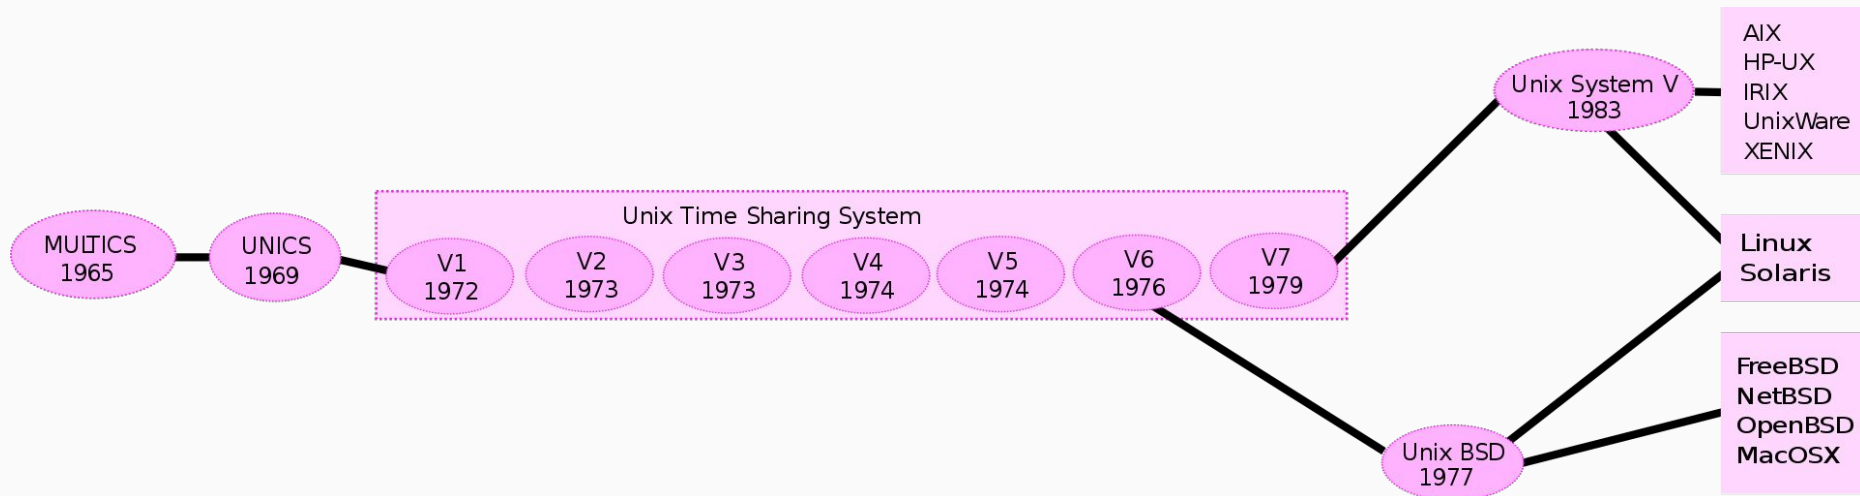 MULTICS
1965
UNICS
1969
Unix Time Sharing System
V1
1972
V2
1973
V3
1973
V4
1974
V5
1974
V6
1976
V7
1979
Unix System V
1983
Unix BSD
1977
AIX
HP-UX
IRIX
UnixWare
XENIX
Linux
Solaris
FreeBSD
NetBSD
OpenBSD
MacOSX